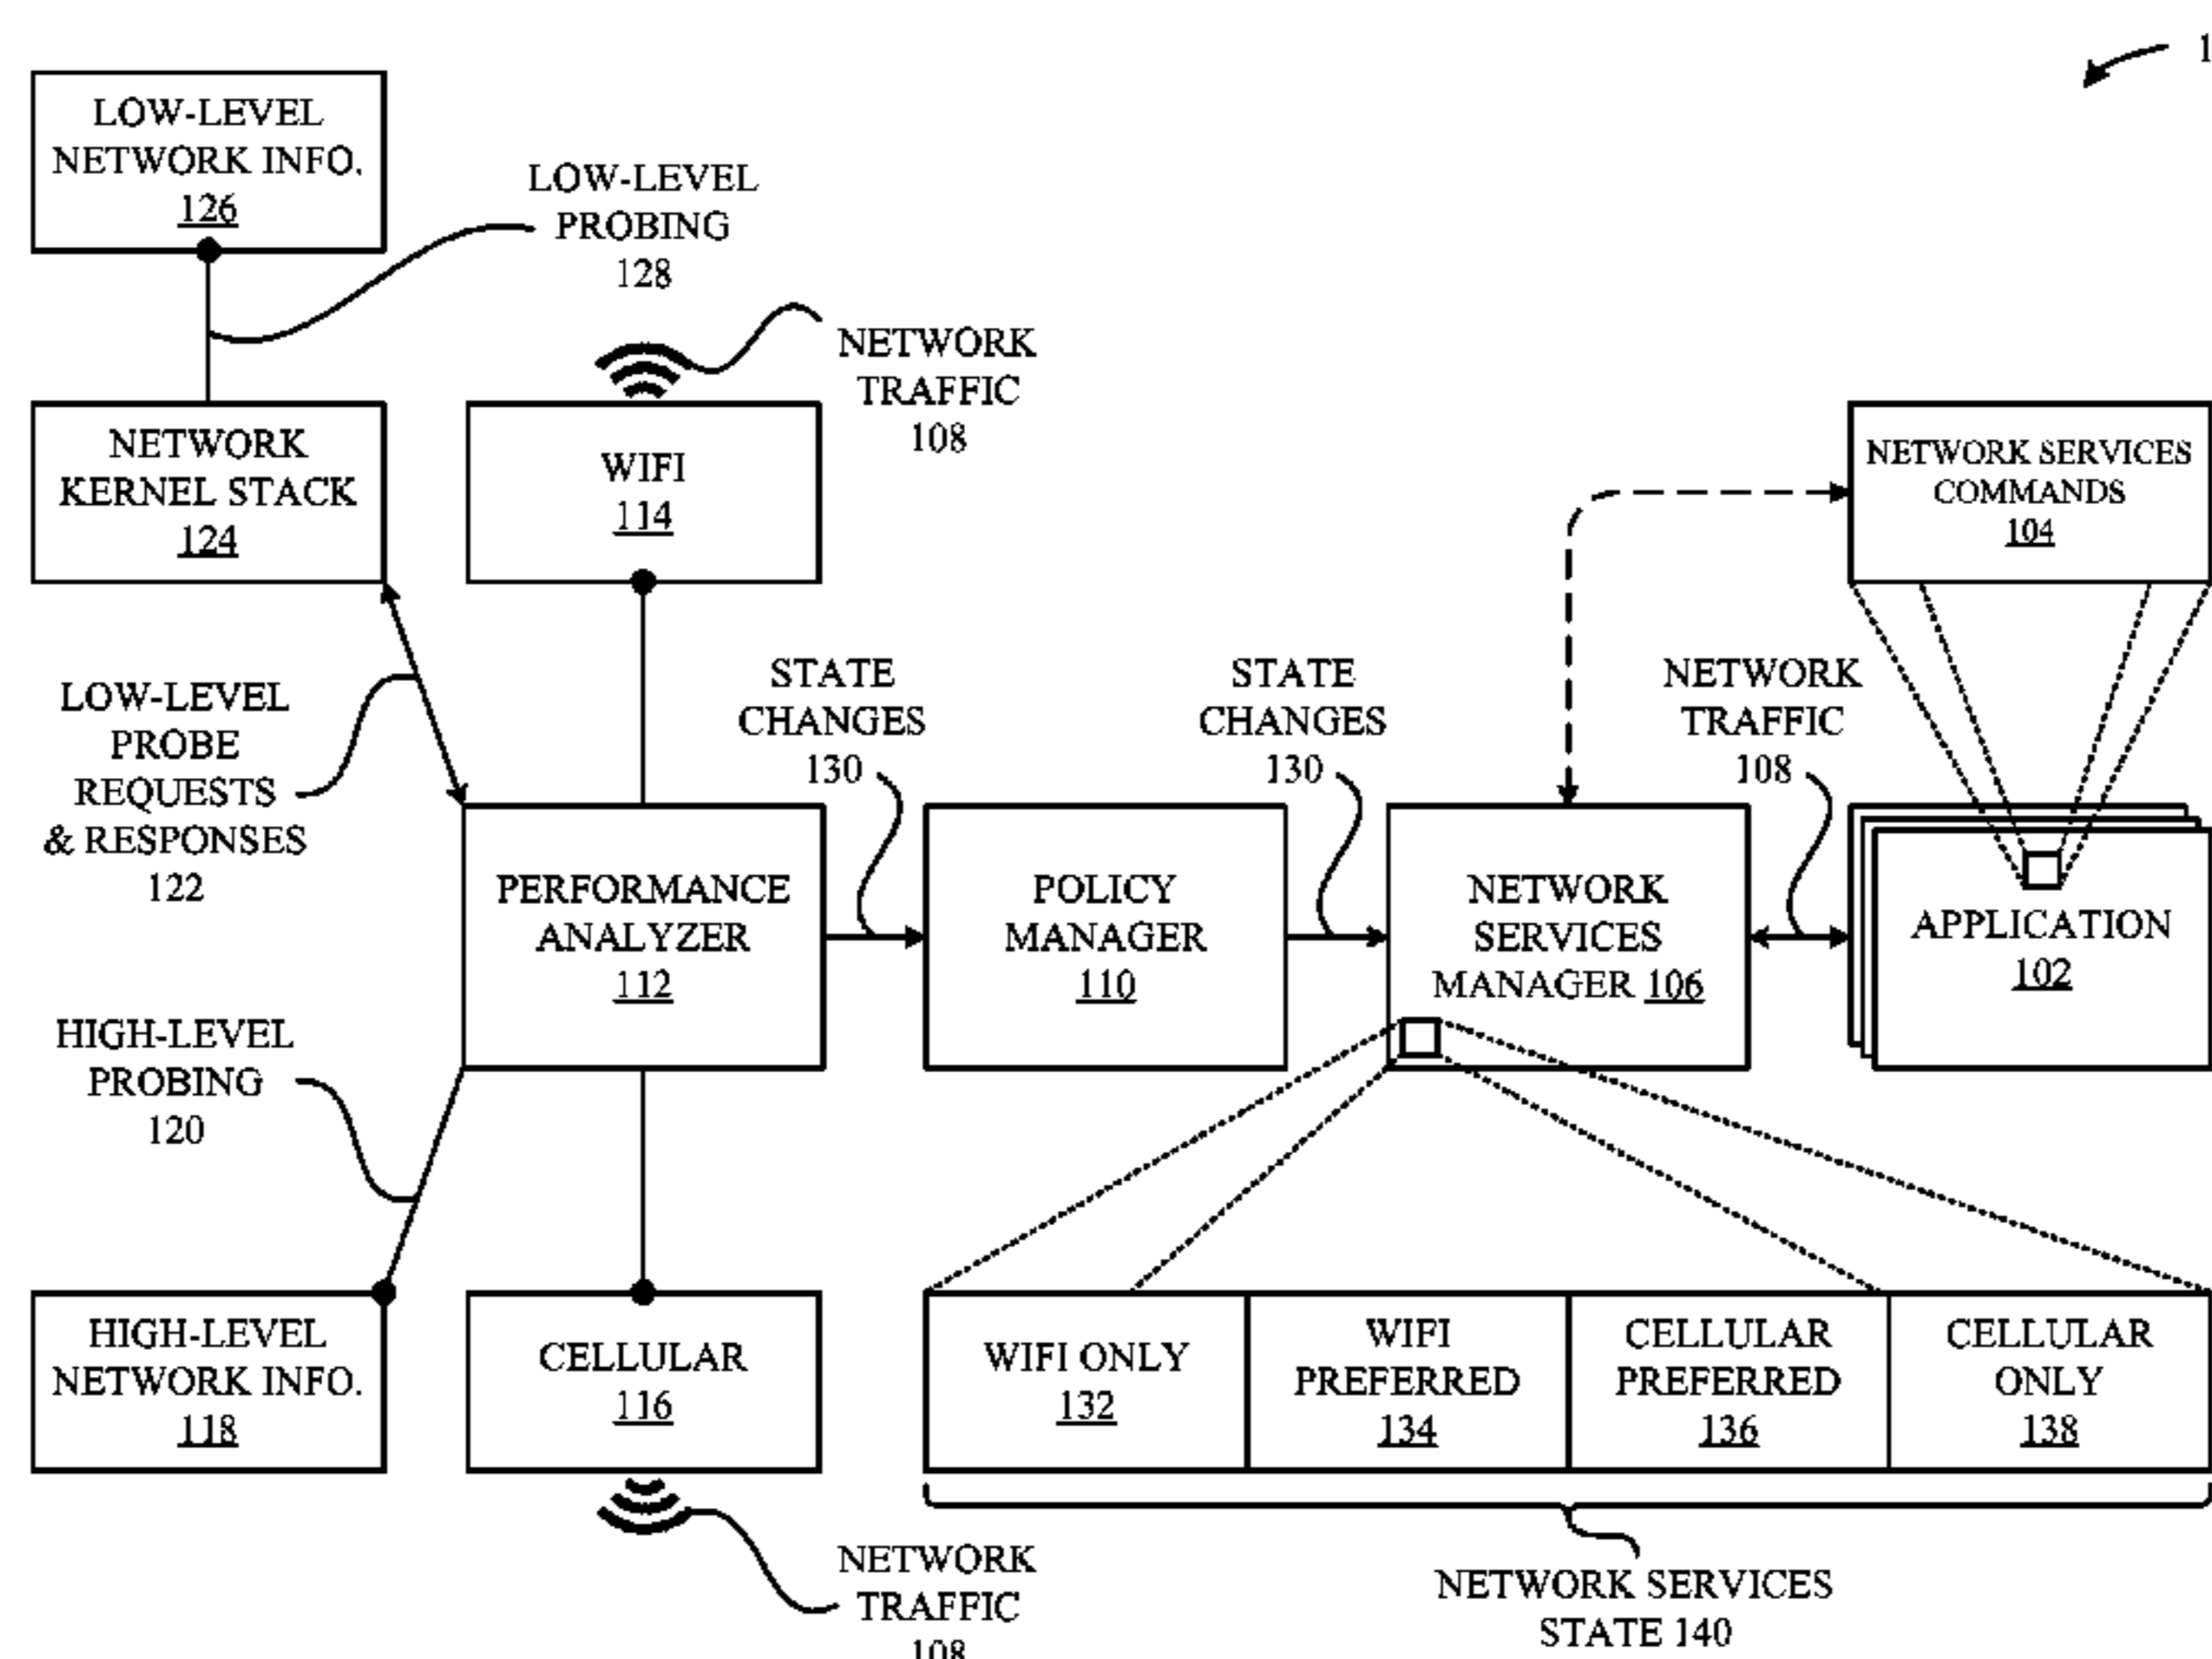 1
LOW-LEVEL
NETWORK INFO.
126
LOW-LEVEL
PROBING
128
NETWORK
TRAFFIC
108
NETWORK
KERNEL STACK
124
WIFI
114
NETWORK SERVICES
COMMANDS
104
LOW-LEVEL
PROBE
REQUESTS
& RESPONSES
122
STATE
CHANGES
130
STATE
CHANGES
130
NETWORK
TRAFFIC
108
PERFORMANCE
ANALYZER
112
POLICY
MANAGER
110
NETWORK
SERVICES
MANAGER 106
APPLICATION
102
HIGH-LEVEL
PROBING
120
HIGH-LEVEL
NETWORK INFO.
118
CELLULAR
116
WIFI ONLY
132
WIFI
PREFERRED
134
CELLULAR
PREFERRED
136
CELLULAR
ONLY
138
NETWORK
TRAFFIC
108
NETWORK SERVICES
STATE 140